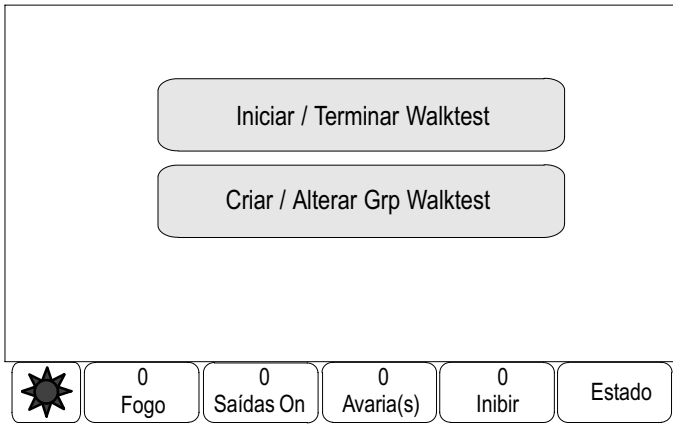 Iniciar / Terminar Walktest
Criar / Alterar Grp Walktest
0
Fogo
0
Saídas On
0
Avaria(s)
0
Inibir
Estado